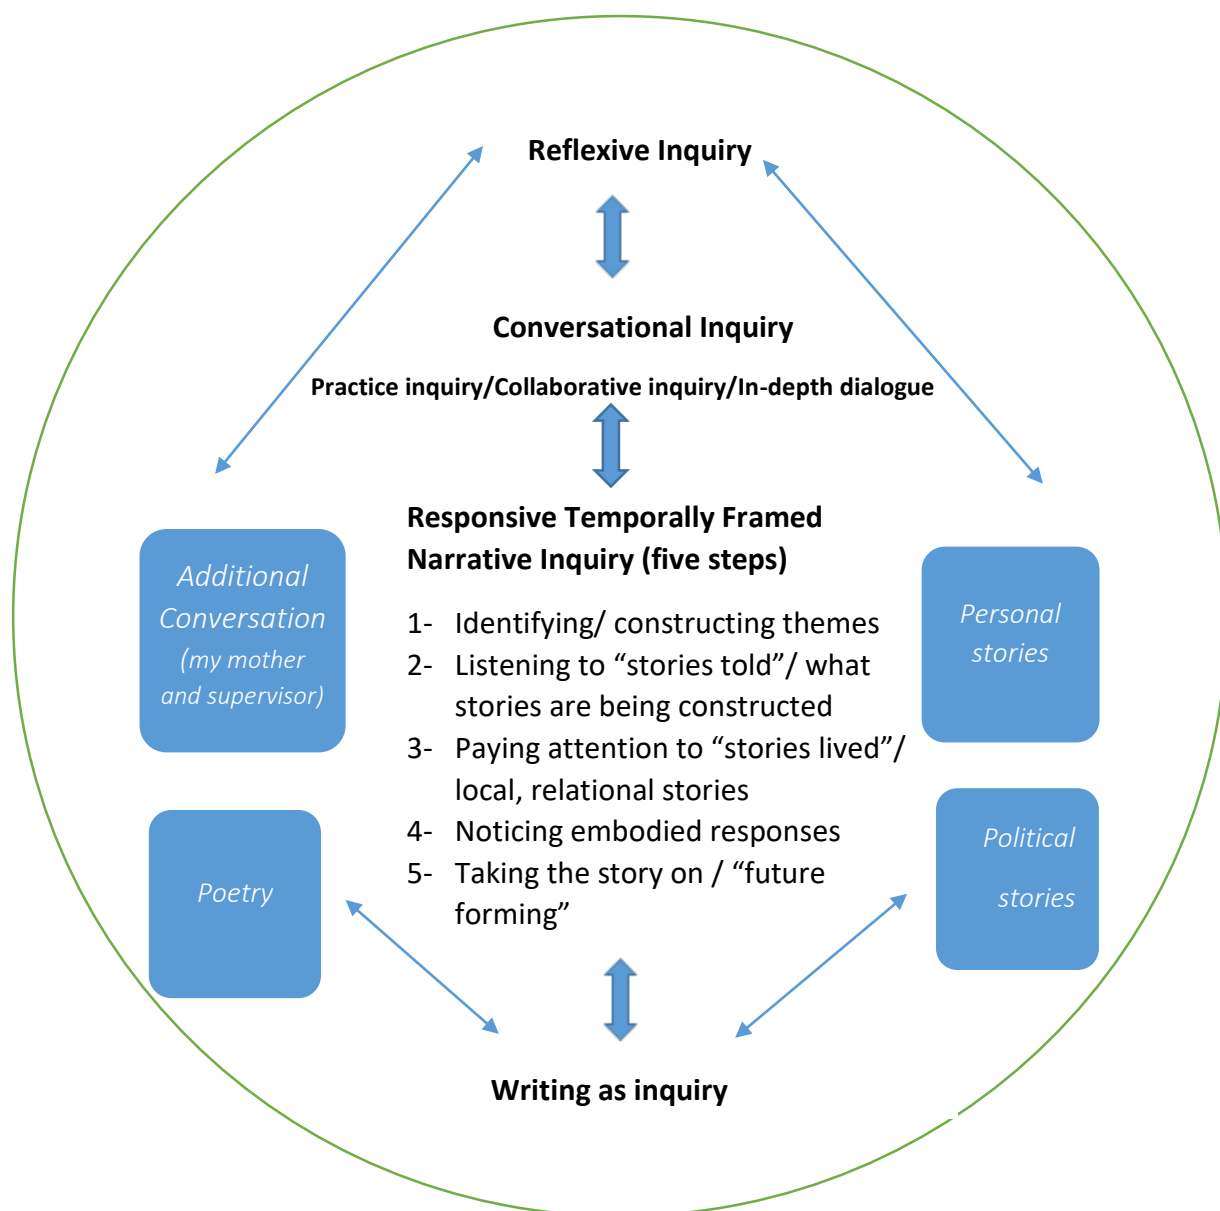 Reflexive Inquiry
Conversational Inquiry
Practice inquiry/Collaborative inquiry/In-depth dialogue
Responsive Temporally Framed
Narrative Inquiry (five steps)
1- Identifying/ constructing themes
2- Listening to “stories told”/ what
stories are being constructed
3- Paying attention to “stories lived”/
local, relational stories
4- Noticing embodied responses
5- Taking the story on / “future
forming”
Additional
Conversation
(my mother
and supervisor)
Poetry
Personal
stories
Political
stories
Writing as inquiry